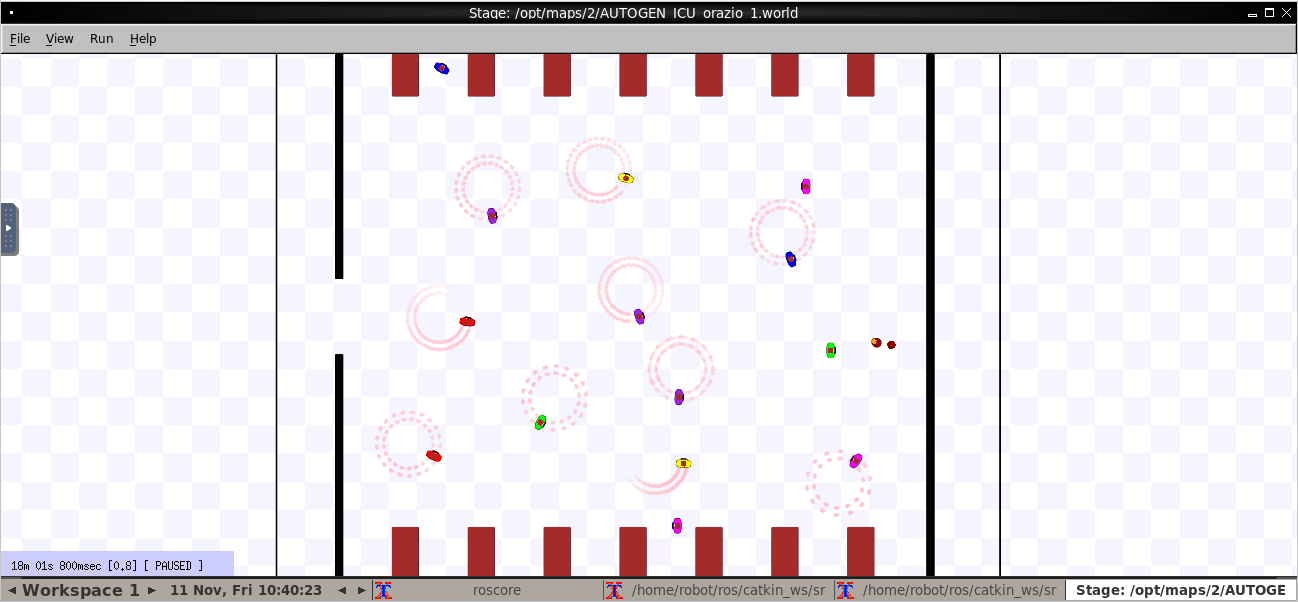 Stage: /opt/maps/2/AUTOGEN_ICU_orazio_1.world
File View Run Help
18m 01s 800msec [0.8] [ PAUSED ]
Workspace 1 11 Nov, Fri 10:40:23 roscore /home/robot/ros/catkin_ws/sr /home/robot/ros/catkin_ws/sr Stage: /opt/maps/2/AUTOGE